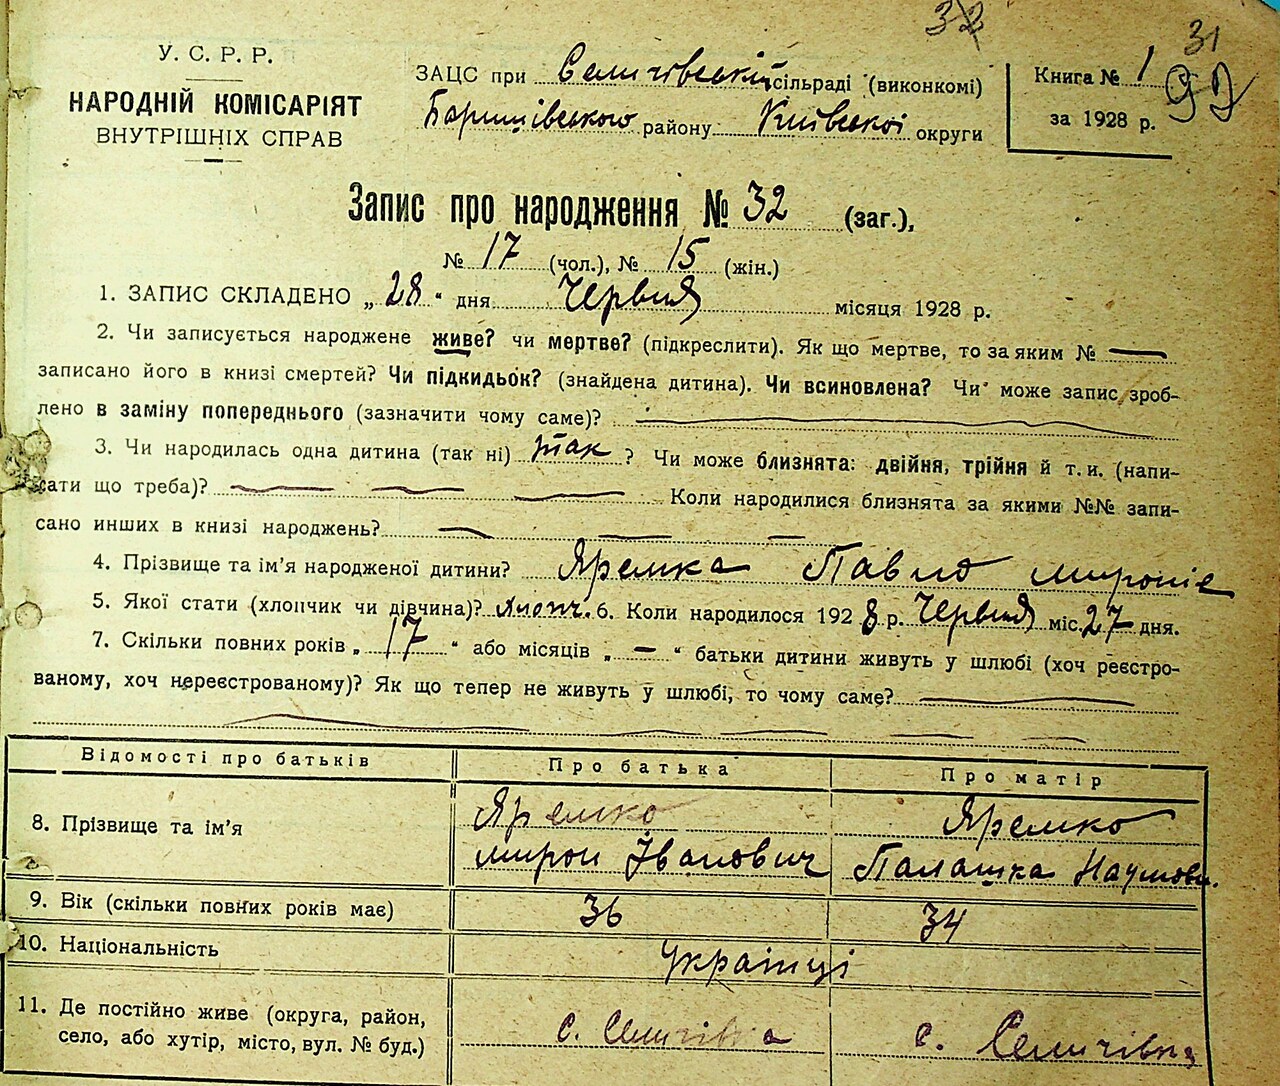 32 31
У. С. Р. Р.
НАРОДНІЙ КОМІСАРІЯТ
ВНУТРІШНІХ СПРАВ
ЗАЦС при Селичівській сільраді (виконкомі)
Баришівського району Київської округи
Книга № 1
за 1928 р.
Запис про народження № 32 (заг.),
№ 17 (чол.), № 15 (жін.)
1. ЗАПИС СКЛАДЕНО „ 28 “ дня Червня місяця 1928 р.
2. Чи записується народжене живе? чи мертве? (підкреслити). Як що мертве, то за яким № —
записано його в книзі смертей? Чи підкидьок? (знайдена дитина). Чи всиновлена? Чи може запис зроб-
лено в заміну попереднього (зазначити чому саме)?
3. Чи народилась одна дитина (так ні) так ? Чи може близнята: двійня, трійня й т. и. (напи-
сати що треба)? — — — Коли народилися близнята за якими №№ запи-
сано инших в книзі народжень? — — —
4. Прізвище та ім'я народженої дитини? Яремка Павло
5. Якої стати (хлопчик чи дівчина)? Хлопч. 6. Коли народилося 1928 р. Червня міс. 27 дня.
7. Скільки повних років „ 17 “ або місяців „ — “ батьки дитини живуть у шлюбі (хоч реєстро-
ваному, хоч нереєстрованому)? Як що тепер не живуть у шлюбі, то чому саме?
Відомості про батьків Про батька Про матір
8. Прізвище та ім'я Яремко Яремко
Мирон Іванович Палашка Наумовн.
9. Вік (скільки повних років має) 36 34
10. Національність Українці
11. Де постійно живе (округа, район,
село, або хутір, місто, вул. № буд.) с. Селичівка с. Селичівка